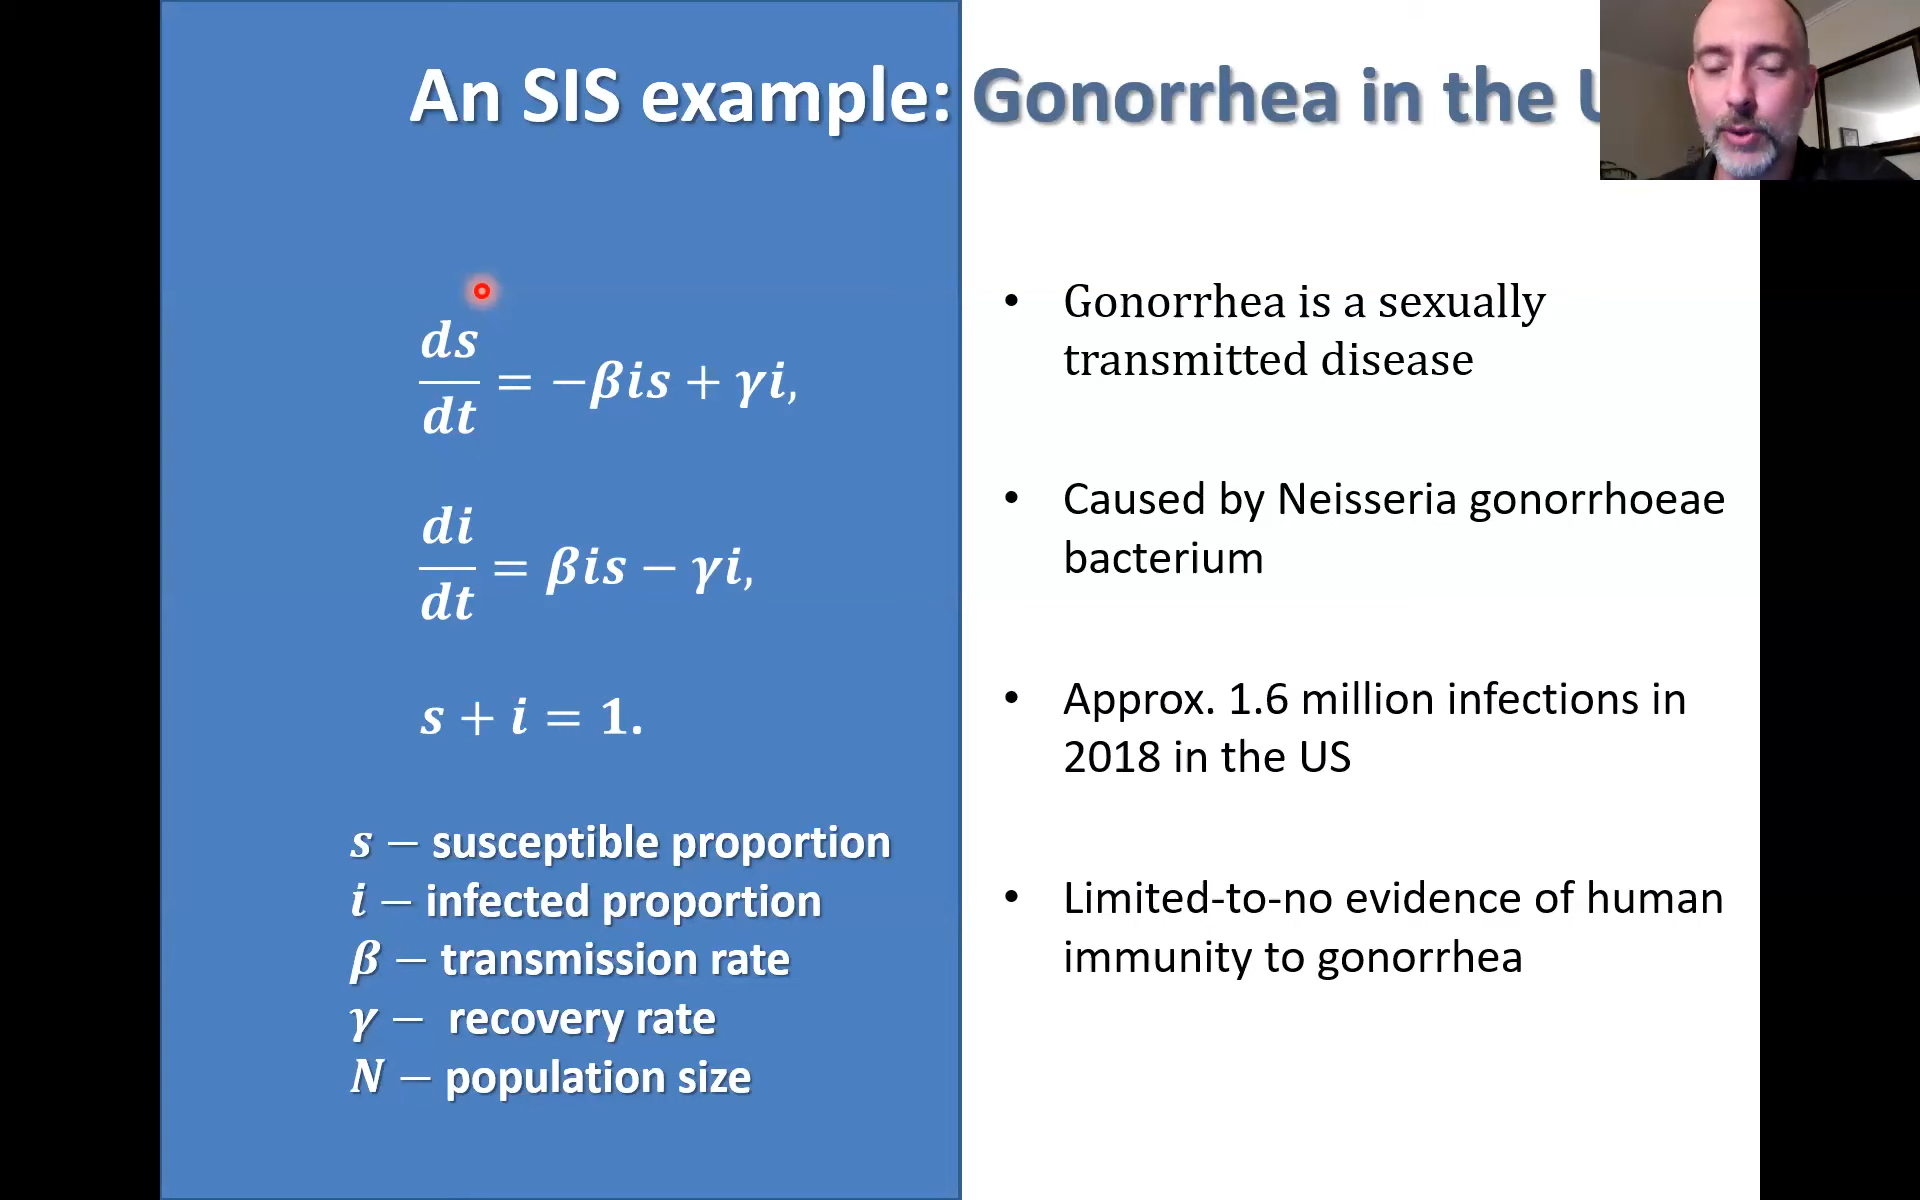 An SIS example: Gonorrhea in the
ds/dt = −βis + γi,
di/dt = βis − γi,
s + i = 1.
s – susceptible proportion
i – infected proportion
β – transmission rate
γ – recovery rate
N – population size
• Gonorrhea is a sexually
transmitted disease
• Caused by Neisseria gonorrhoeae
bacterium
• Approx. 1.6 million infections in
2018 in the US
• Limited-to-no evidence of human
immunity to gonorrhea